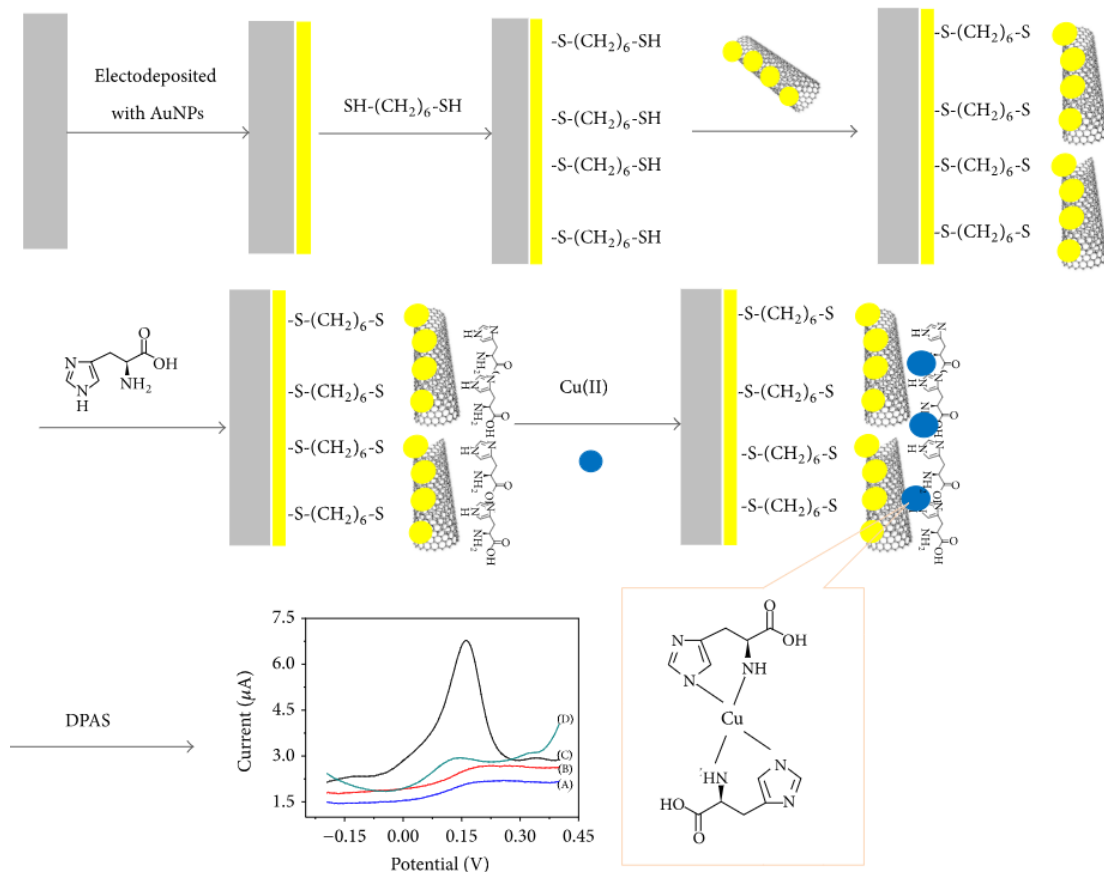 Electodeposited
with AuNPs
SH-(CH2)6-SH
-S-(CH2)6-SH
-S-(CH2)6-SH
-S-(CH2)6-SH
-S-(CH2)6-SH
-S-(CH2)6-S
-S-(CH2)6-S
-S-(CH2)6-S
-S-(CH2)6-S
N
N
H
O
OH
NH2
-S-(CH2)6-S
-S-(CH2)6-S
-S-(CH2)6-S
-S-(CH2)6-S
Cu(II)
-S-(CH2)6-S
-S-(CH2)6-S
-S-(CH2)6-S
-S-(CH2)6-S
DPAS
Current (μA)
7.5
6.0
4.5
3.0
1.5
(D)
(C)
(B)
(A)
−0.15 0.00 0.15 0.30 0.45
Potential (V)
O
N
OH
NH
N
Cu
HN
N
HO
N
O